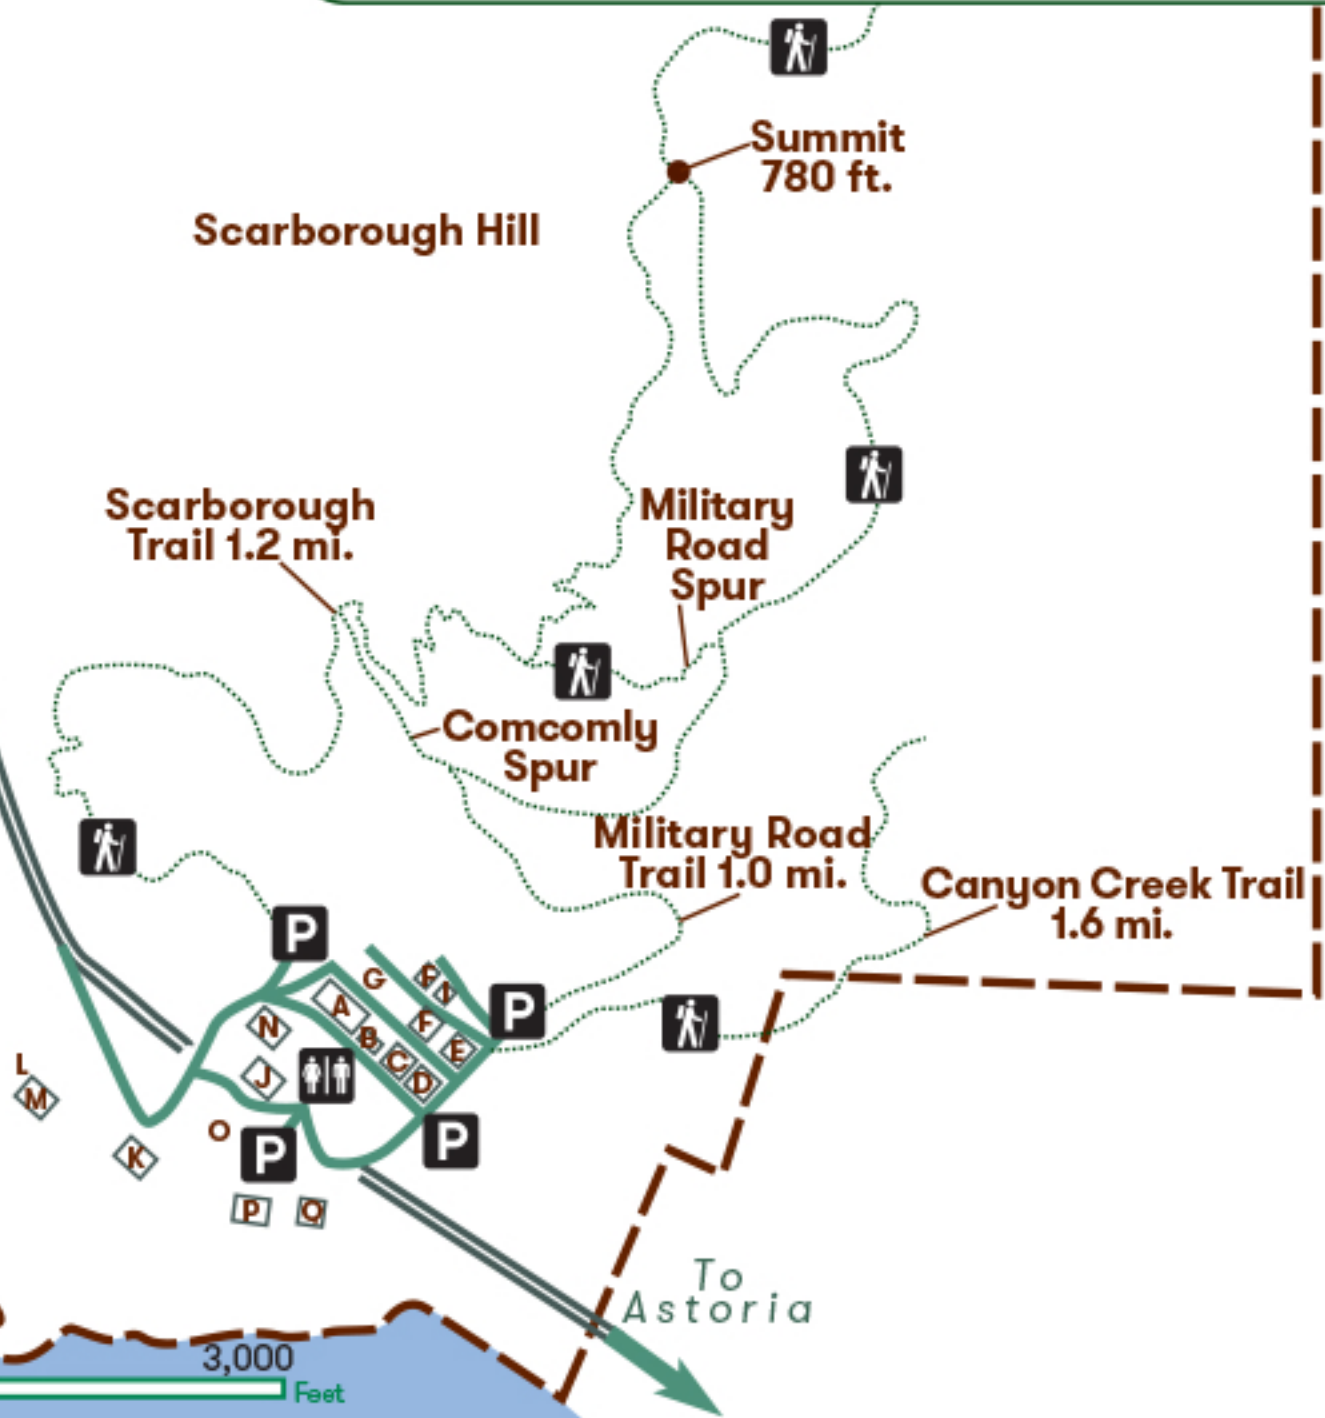 Summit
780 ft.
Scarborough Hill
Scarborough
Trail 1.2 mi.
Military
Road
Spur
Comcomly
Spur
Military Road
Trail 1.0 mi.
Canyon Creek Trail
1.6 mi.
P
G
A
N
B
F
E
C
D
J
P
L
M
O
K
P
P
P
Q
To
Astoria
3,000
Feet